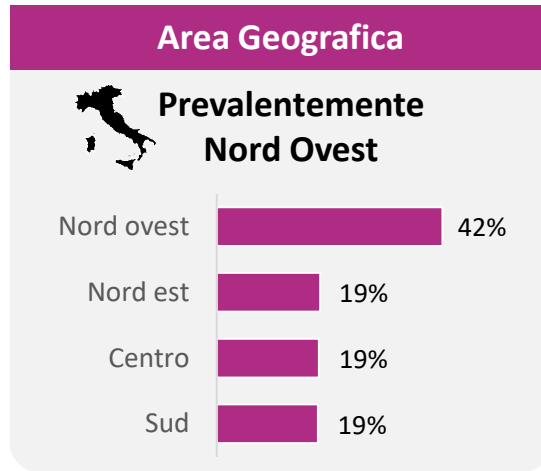 Area Geografica
Prevalentemente
Nord Ovest
Nord ovest 42%
Nord est 19%
Centro 19%
Sud 19%